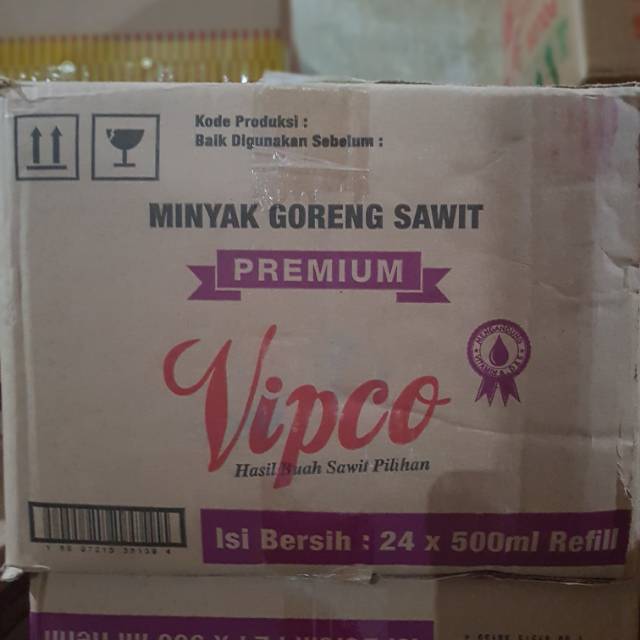 Kode Produksi :
Baik Digunakan Sebelum :
MINYAK GORENG SAWIT
PREMIUM
Vipco
Hasil Buah Sawit Pilihan
MENGANDUNG
Isi Bersih : 24 x 500ml Refill